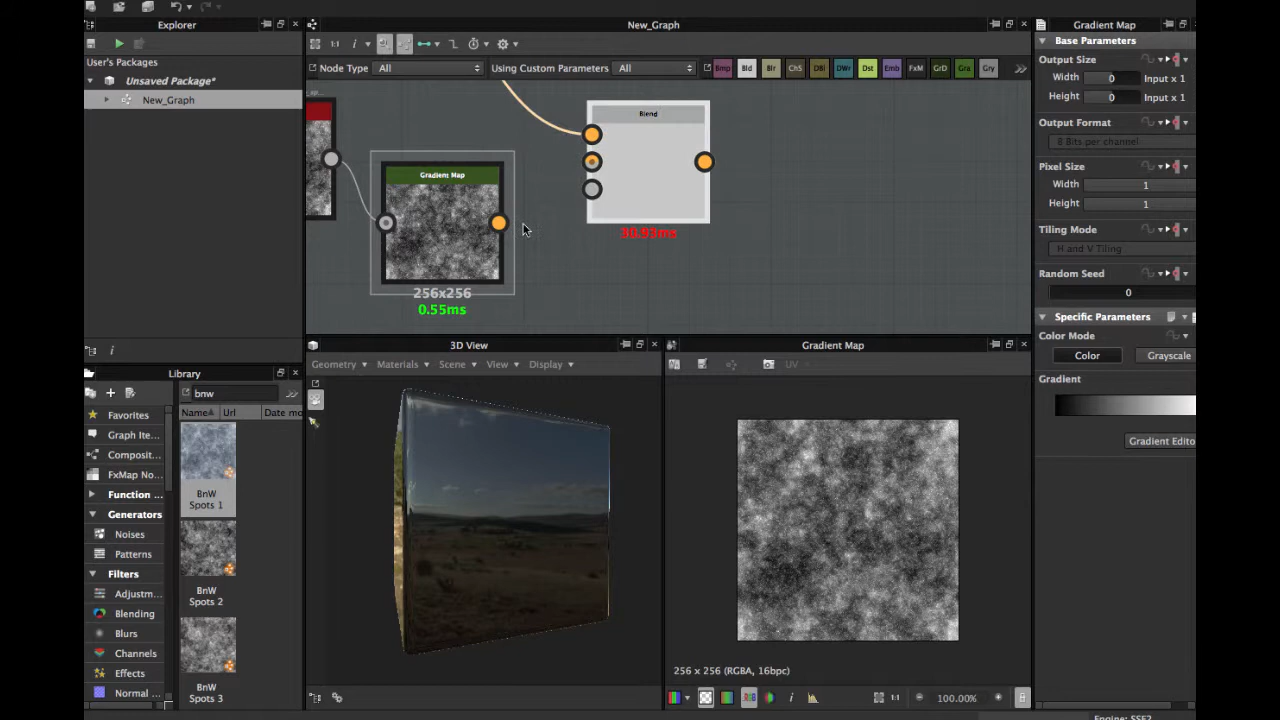 Explorer
New_Graph
Gradient Map
1:1
Base Parameters
User's Packages
Node Type
All
Using Custom Parameters
All
Bmp
Bld
Blr
ChS
DBl
DWr
Dst
Emb
FxM
GrD
Gra
Gry
Output Size
Unsaved Package*
Width
0
Input x 1
New_Graph
Height
0
Input x 1
Blend
Output Format
8 Bits per channel
Pixel Size
Gradient Map
Width
1
Height
1
30.93ms
Tiling Mode
H and V Tiling
Random Seed
0
256x256
0.55ms
Specific Parameters
Color Mode
3D View
Gradient Map
Color
Grayscale
Geometry
Materials
Scene
View
Display
UV
Library
Gradient
bnw
Name
Url
Date mo
Favorites
Graph Ite...
Gradient Edito
Composit...
FxMap No...
Function ...
BnW
Spots 1
Generators
Noises
Patterns
Filters
Adjustm...
BnW
Spots 2
Blending
Blurs
Channels
Effects
256 x 256 (RGBA, 16bpc)
Normal ...
BnW
Spots 3
1:1
100.00%
Engine: SSE2